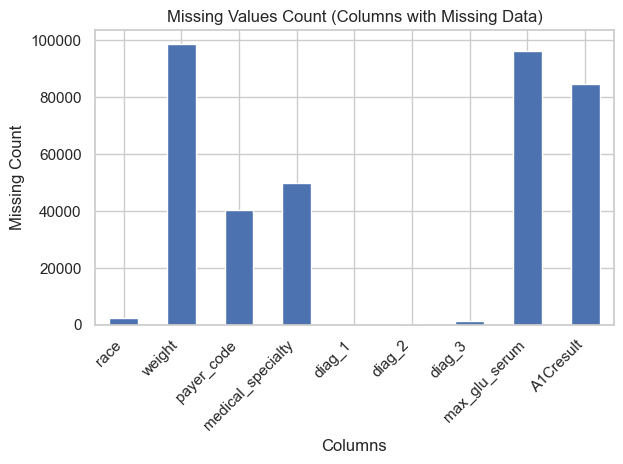 Missing Values Count (Columns with Missing Data)
100000
80000
60000
40000
20000
0
Missing Count
race
weight
payer_code
medical_specialty
diag_1
diag_2
diag_3
max_glu_serum
A1Cresult
Columns